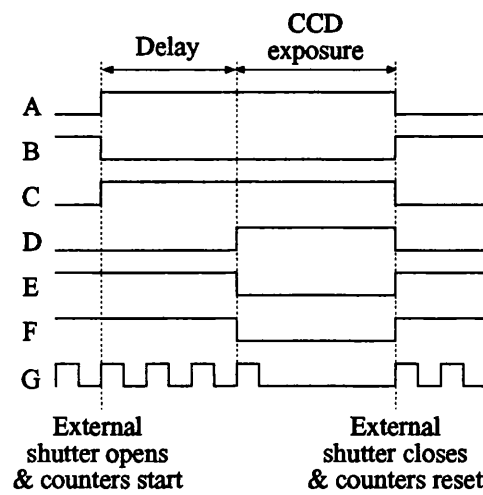 Delay
CCD
exposure
A
B
C
D
E
F
G
External
shutter opens
& counters start
External
shutter closes
& counters reset